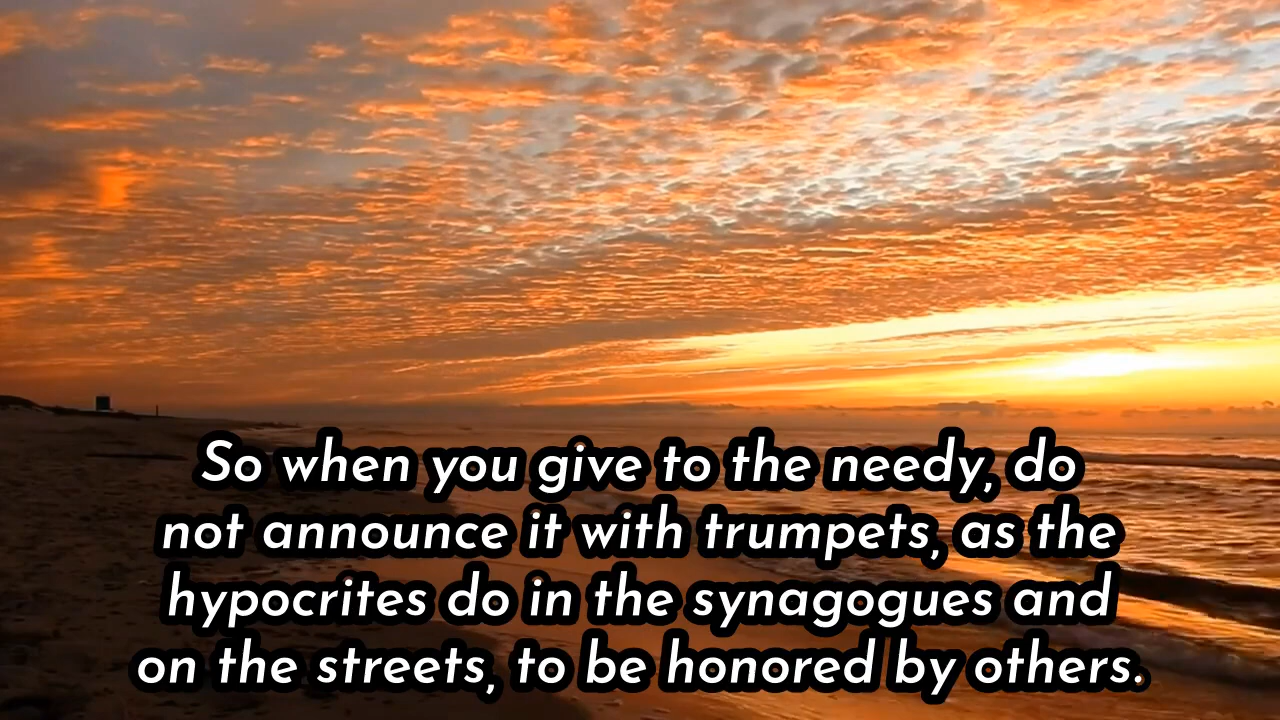 So when you give to the needy, do
not announce it with trumpets, as the
hypocrites do in the synagogues and
on the streets, to be honored by others.